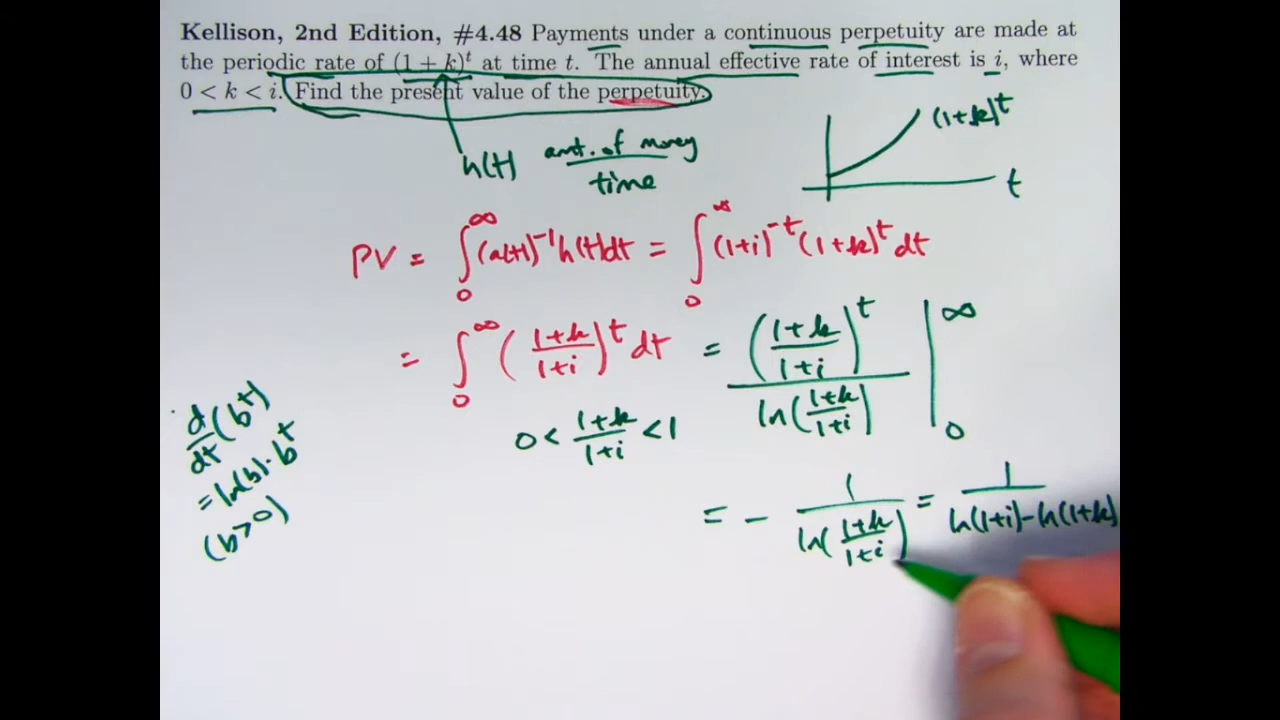 Kellison, 2nd Edition, #4.48 Payments under a continuous perpetuity are made at
the periodic rate of (1 + k)^t at time t. The annual effective rate of interest is i, where
0 < k < i. Find the present value of the perpetuity.
h(t) amt. of money / time
(1+k)^t
t
PV = ∫_0^∞ (a(t))^-1 h(t)dt = ∫_0^∞ (1+i)^-t (1+k)^t dt
= ∫_0^∞ ((1+k)/(1+i))^t dt = ((1+k)/(1+i))^t / ln((1+k)/(1+i)) |_0^∞
0 < (1+k)/(1+i) < 1
d/dt (b^t)
= ln(b)·b^t
(b>0)
= - 1/ln((1+k)/(1+i)) = 1/(ln(1+i)-ln(1+k))